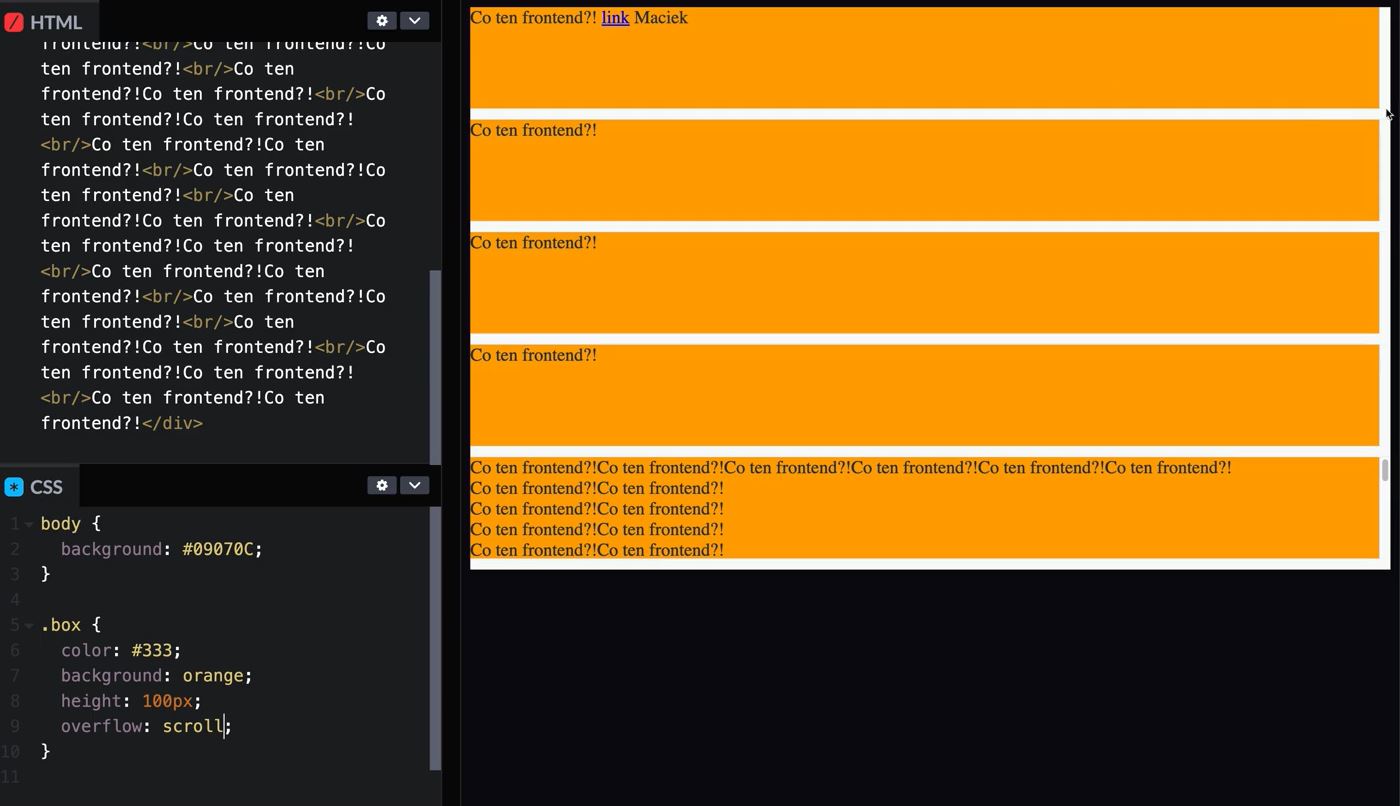 HTML
frontend?!<br/>Co ten frontend?!Co
ten frontend?!<br/>Co ten
frontend?!Co ten frontend?!<br/>Co
ten frontend?!Co ten frontend?!
<br/>Co ten frontend?!Co ten
frontend?!<br/>Co ten frontend?!Co
ten frontend?!<br/>Co ten
frontend?!Co ten frontend?!<br/>Co
ten frontend?!Co ten frontend?!
<br/>Co ten frontend?!Co ten
frontend?!<br/>Co ten frontend?!Co
ten frontend?!<br/>Co ten
frontend?!Co ten frontend?!<br/>Co
ten frontend?!Co ten frontend?!
<br/>Co ten frontend?!Co ten
frontend?!</div>
CSS
1 body {
2 background: #09070C;
3 }
4
5 .box {
6 color: #333;
7 background: orange;
8 height: 100px;
9 overflow: scroll;
10 }
11
Co ten frontend?! link Maciek
Co ten frontend?!
Co ten frontend?!
Co ten frontend?!
Co ten frontend?!Co ten frontend?!Co ten frontend?!Co ten frontend?!Co ten frontend?!Co ten frontend?!
Co ten frontend?!Co ten frontend?!
Co ten frontend?!Co ten frontend?!
Co ten frontend?!Co ten frontend?!
Co ten frontend?!Co ten frontend?!